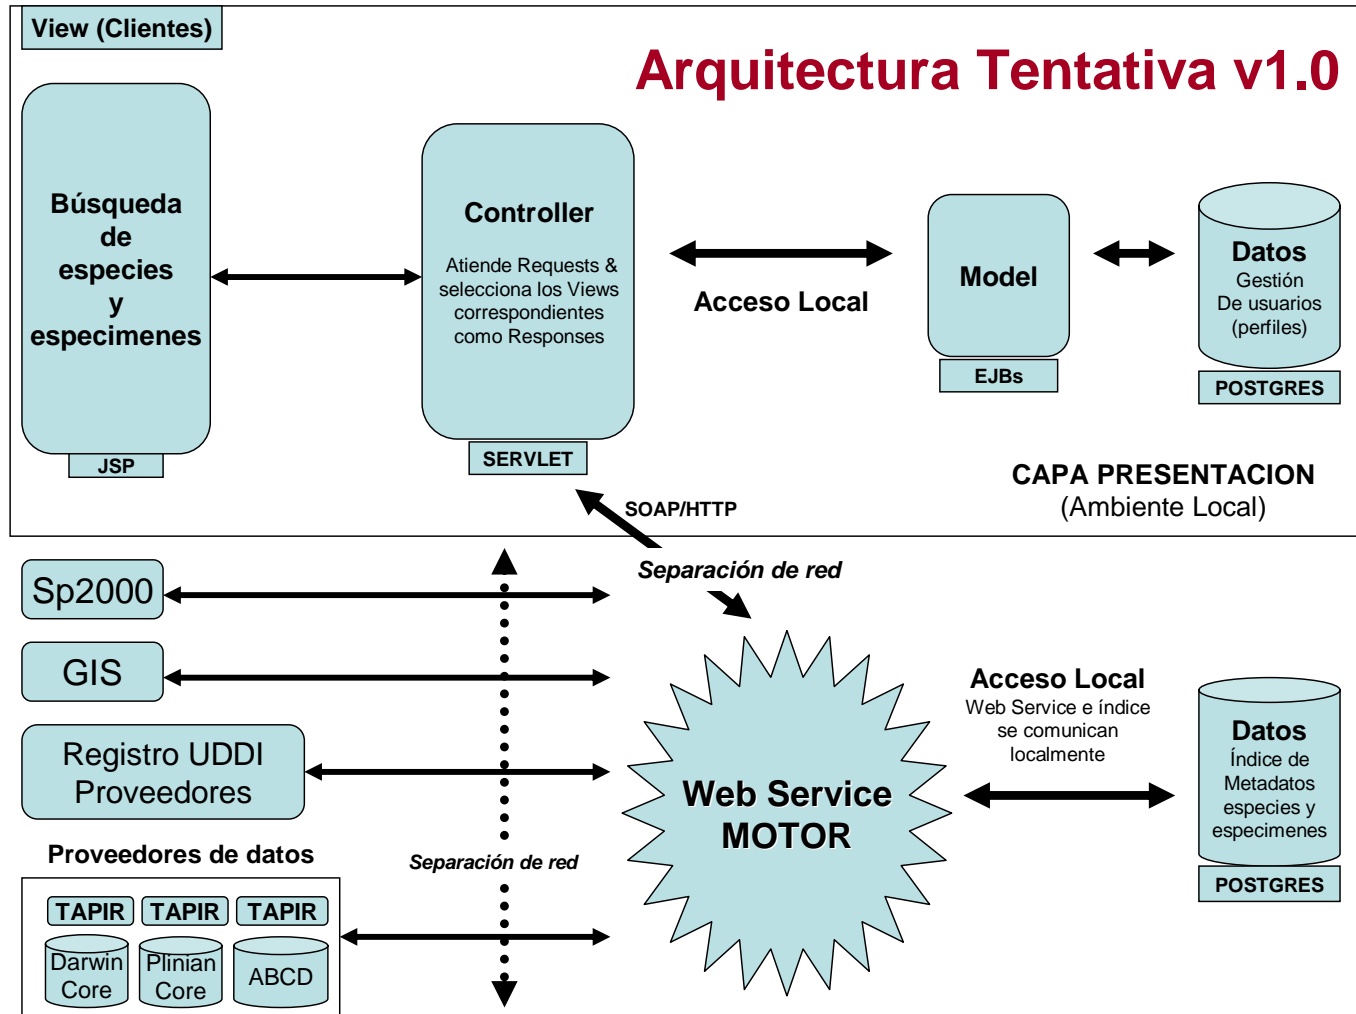 View (Clientes)
Arquitectura Tentativa v1.0
Búsqueda
de
especies
y
especimenes
JSP
Controller
Atiende Requests &
selecciona los Views
correspondientes
como Responses
SERVLET
Acceso Local
Model
EJBs
Datos
Gestión
De usuarios
(perfiles)
POSTGRES
CAPA PRESENTACION
(Ambiente Local)
SOAP/HTTP
Separación de red
Sp2000
GIS
Registro UDDI
Proveedores
Proveedores de datos
TAPIR
TAPIR
TAPIR
Darwin
Core
Plinian
Core
ABCD
Separación de red
Web Service
MOTOR
Acceso Local
Web Service e índice
se comunican
localmente
Datos
Índice de
Metadatos
especies y
especimenes
POSTGRES